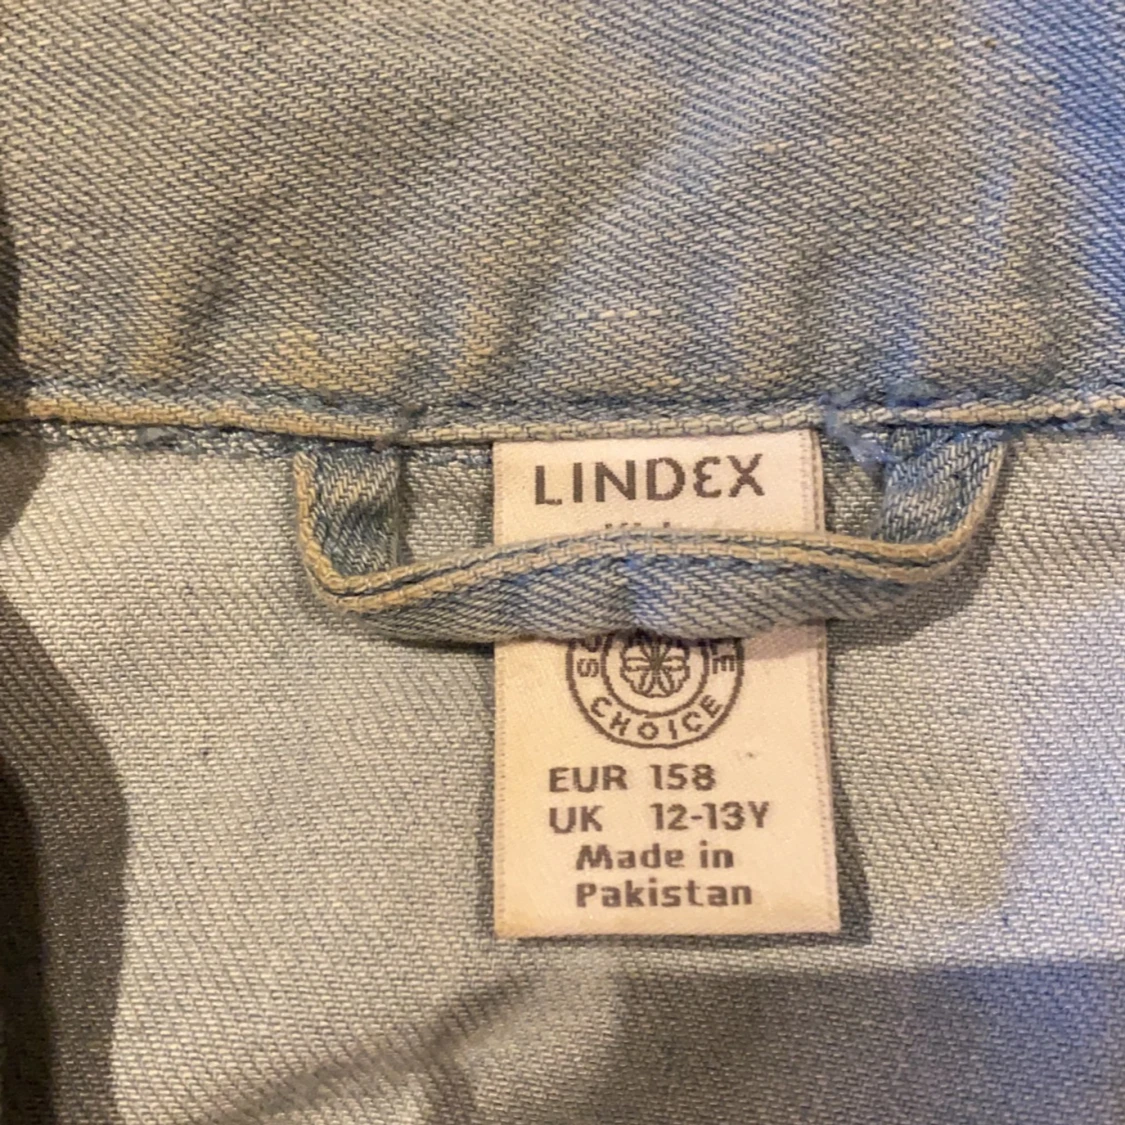 LINDEX
CHOICE
EUR 158
UK 12-13Y
Made in
Pakistan